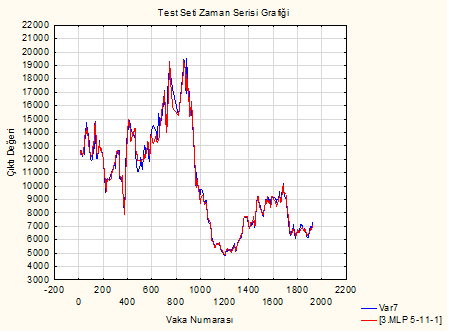 Test Seti Zaman Serisi Grafiği
22000
21000
20000
19000
18000
17000
16000
15000
14000
13000
12000
11000
10000
9000
8000
7000
6000
5000
4000
3000
Çıktı Değeri
-200 200 600 1000 1400 1800 2200
0 400 800 1200 1600 2000
Vaka Numarası
Var7
[3.MLP 5-11-1]